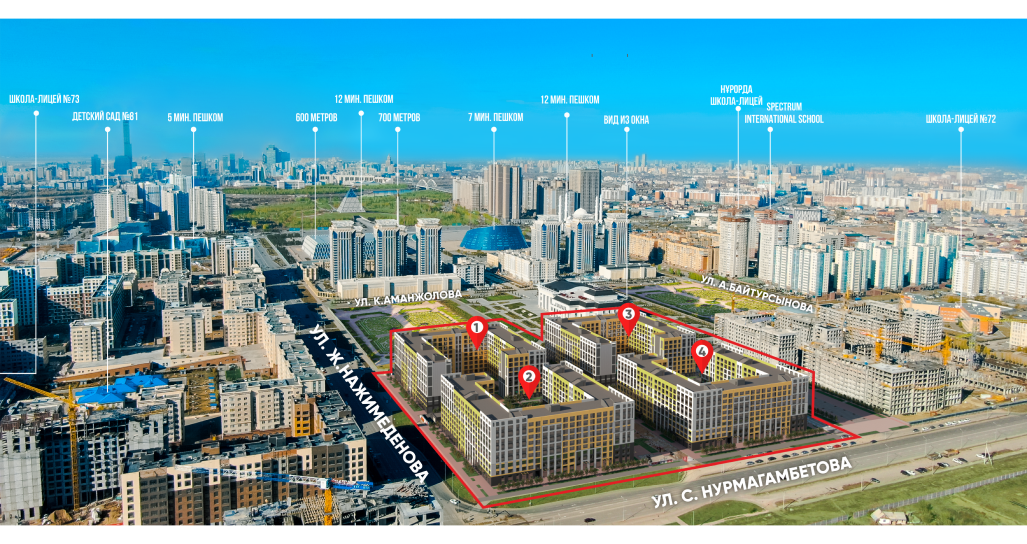 ШКОЛА-ЛИЦЕЙ №73
ДЕТСКИЙ САД №81
5 МИН. ПЕШКОМ
600 МЕТРОВ
12 МИН. ПЕШКОМ
700 МЕТРОВ
7 МИН. ПЕШКОМ
12 МИН. ПЕШКОМ
ВИД ИЗ ОКНА
НУРОРДА
ШКОЛА-ЛИЦЕЙ
SPECTRUM
INTERNATIONAL SCHOOL
ШКОЛА-ЛИЦЕЙ №72
УЛ. К.АМАНЖОЛОВА
УЛ. А.БАЙТУРСЫНОВА
1
3
4
2
УЛ. Ж НАЖИМЕДЕНОВА
УЛ. С. НУРМАГАМБЕТОВА